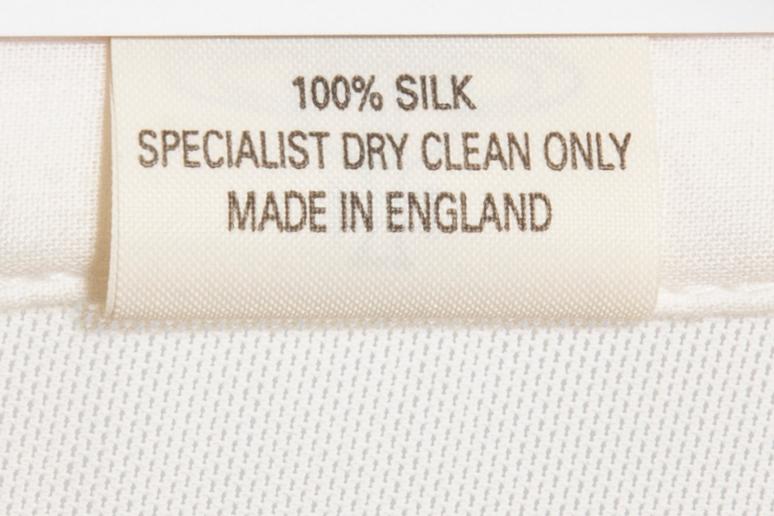 100% SILK
SPECIALIST DRY CLEAN ONLY
MADE IN ENGLAND